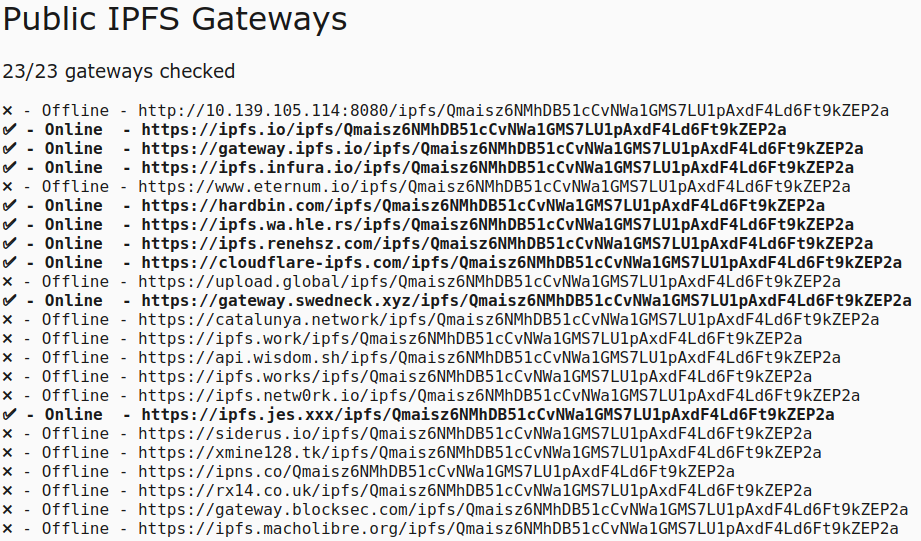 Public IPFS Gateways
23/23 gateways checked
✗ - Offline - http://10.139.105.114:8080/ipfs/Qmaisz6NMhDB51cCvNWa1GMS7LU1pAxdF4Ld6Ft9kZEP2a
✔ - Online - https://ipfs.io/ipfs/Qmaisz6NMhDB51cCvNWa1GMS7LU1pAxdF4Ld6Ft9kZEP2a
✔ - Online - https://gateway.ipfs.io/ipfs/Qmaisz6NMhDB51cCvNWa1GMS7LU1pAxdF4Ld6Ft9kZEP2a
✔ - Online - https://ipfs.infura.io/ipfs/Qmaisz6NMhDB51cCvNWa1GMS7LU1pAxdF4Ld6Ft9kZEP2a
✗ - Offline - https://www.eternum.io/ipfs/Qmaisz6NMhDB51cCvNWa1GMS7LU1pAxdF4Ld6Ft9kZEP2a
✔ - Online - https://hardbin.com/ipfs/Qmaisz6NMhDB51cCvNWa1GMS7LU1pAxdF4Ld6Ft9kZEP2a
✔ - Online - https://ipfs.wa.hle.rs/ipfs/Qmaisz6NMhDB51cCvNWa1GMS7LU1pAxdF4Ld6Ft9kZEP2a
✔ - Online - https://ipfs.renehsz.com/ipfs/Qmaisz6NMhDB51cCvNWa1GMS7LU1pAxdF4Ld6Ft9kZEP2a
✔ - Online - https://cloudflare-ipfs.com/ipfs/Qmaisz6NMhDB51cCvNWa1GMS7LU1pAxdF4Ld6Ft9kZEP2a
✗ - Offline - https://upload.global/ipfs/Qmaisz6NMhDB51cCvNWa1GMS7LU1pAxdF4Ld6Ft9kZEP2a
✔ - Online - https://gateway.swedneck.xyz/ipfs/Qmaisz6NMhDB51cCvNWa1GMS7LU1pAxdF4Ld6Ft9kZEP2a
✗ - Offline - https://catalunya.network/ipfs/Qmaisz6NMhDB51cCvNWa1GMS7LU1pAxdF4Ld6Ft9kZEP2a
✗ - Offline - https://ipfs.work/ipfs/Qmaisz6NMhDB51cCvNWa1GMS7LU1pAxdF4Ld6Ft9kZEP2a
✗ - Offline - https://api.wisdom.sh/ipfs/Qmaisz6NMhDB51cCvNWa1GMS7LU1pAxdF4Ld6Ft9kZEP2a
✗ - Offline - https://ipfs.works/ipfs/Qmaisz6NMhDB51cCvNWa1GMS7LU1pAxdF4Ld6Ft9kZEP2a
✗ - Offline - https://ipfs.netw0rk.io/ipfs/Qmaisz6NMhDB51cCvNWa1GMS7LU1pAxdF4Ld6Ft9kZEP2a
✔ - Online - https://ipfs.jes.xxx/ipfs/Qmaisz6NMhDB51cCvNWa1GMS7LU1pAxdF4Ld6Ft9kZEP2a
✗ - Offline - https://siderus.io/ipfs/Qmaisz6NMhDB51cCvNWa1GMS7LU1pAxdF4Ld6Ft9kZEP2a
✗ - Offline - https://xmine128.tk/ipfs/Qmaisz6NMhDB51cCvNWa1GMS7LU1pAxdF4Ld6Ft9kZEP2a
✗ - Offline - https://ipns.co/Qmaisz6NMhDB51cCvNWa1GMS7LU1pAxdF4Ld6Ft9kZEP2a
✗ - Offline - https://rx14.co.uk/ipfs/Qmaisz6NMhDB51cCvNWa1GMS7LU1pAxdF4Ld6Ft9kZEP2a
✗ - Offline - https://gateway.blocksec.com/ipfs/Qmaisz6NMhDB51cCvNWa1GMS7LU1pAxdF4Ld6Ft9kZEP2a
✗ - Offline - https://ipfs.macholibre.org/ipfs/Qmaisz6NMhDB51cCvNWa1GMS7LU1pAxdF4Ld6Ft9kZEP2a